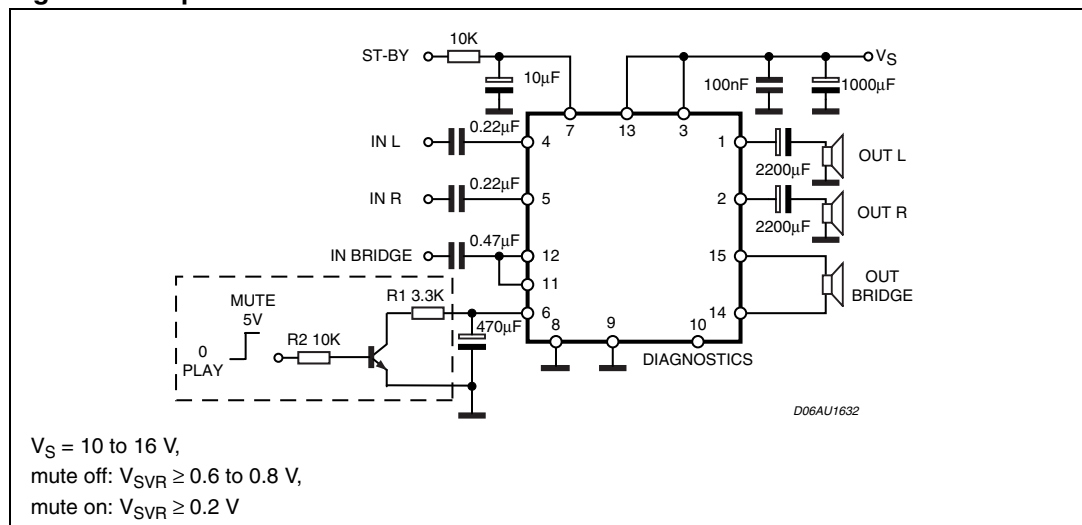 ST-BY
10K
10µF
VS
100nF
1000µF
7
13
3
IN L
0.22µF
4
1
2200µF
OUT L
IN R
0.22µF
5
2
2200µF
OUT R
IN BRIDGE
0.47µF
12
15
11
OUT
BRIDGE
MUTE
5V
R1 3.3K
6
14
470µF
0
PLAY
R2 10K
8
9
10
DIAGNOSTICS
D06AU1632
VS = 10 to 16 V,
mute off: VSVR ≥ 0.6 to 0.8 V,
mute on: VSVR ≥ 0.2 V